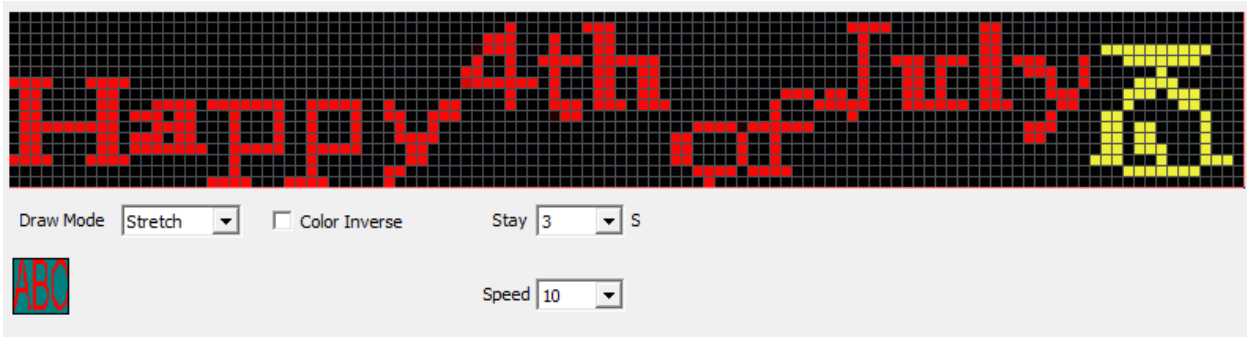 Happy 4th of July
Draw Mode Stretch Color Inverse Stay 3 S
ABC
Speed 10